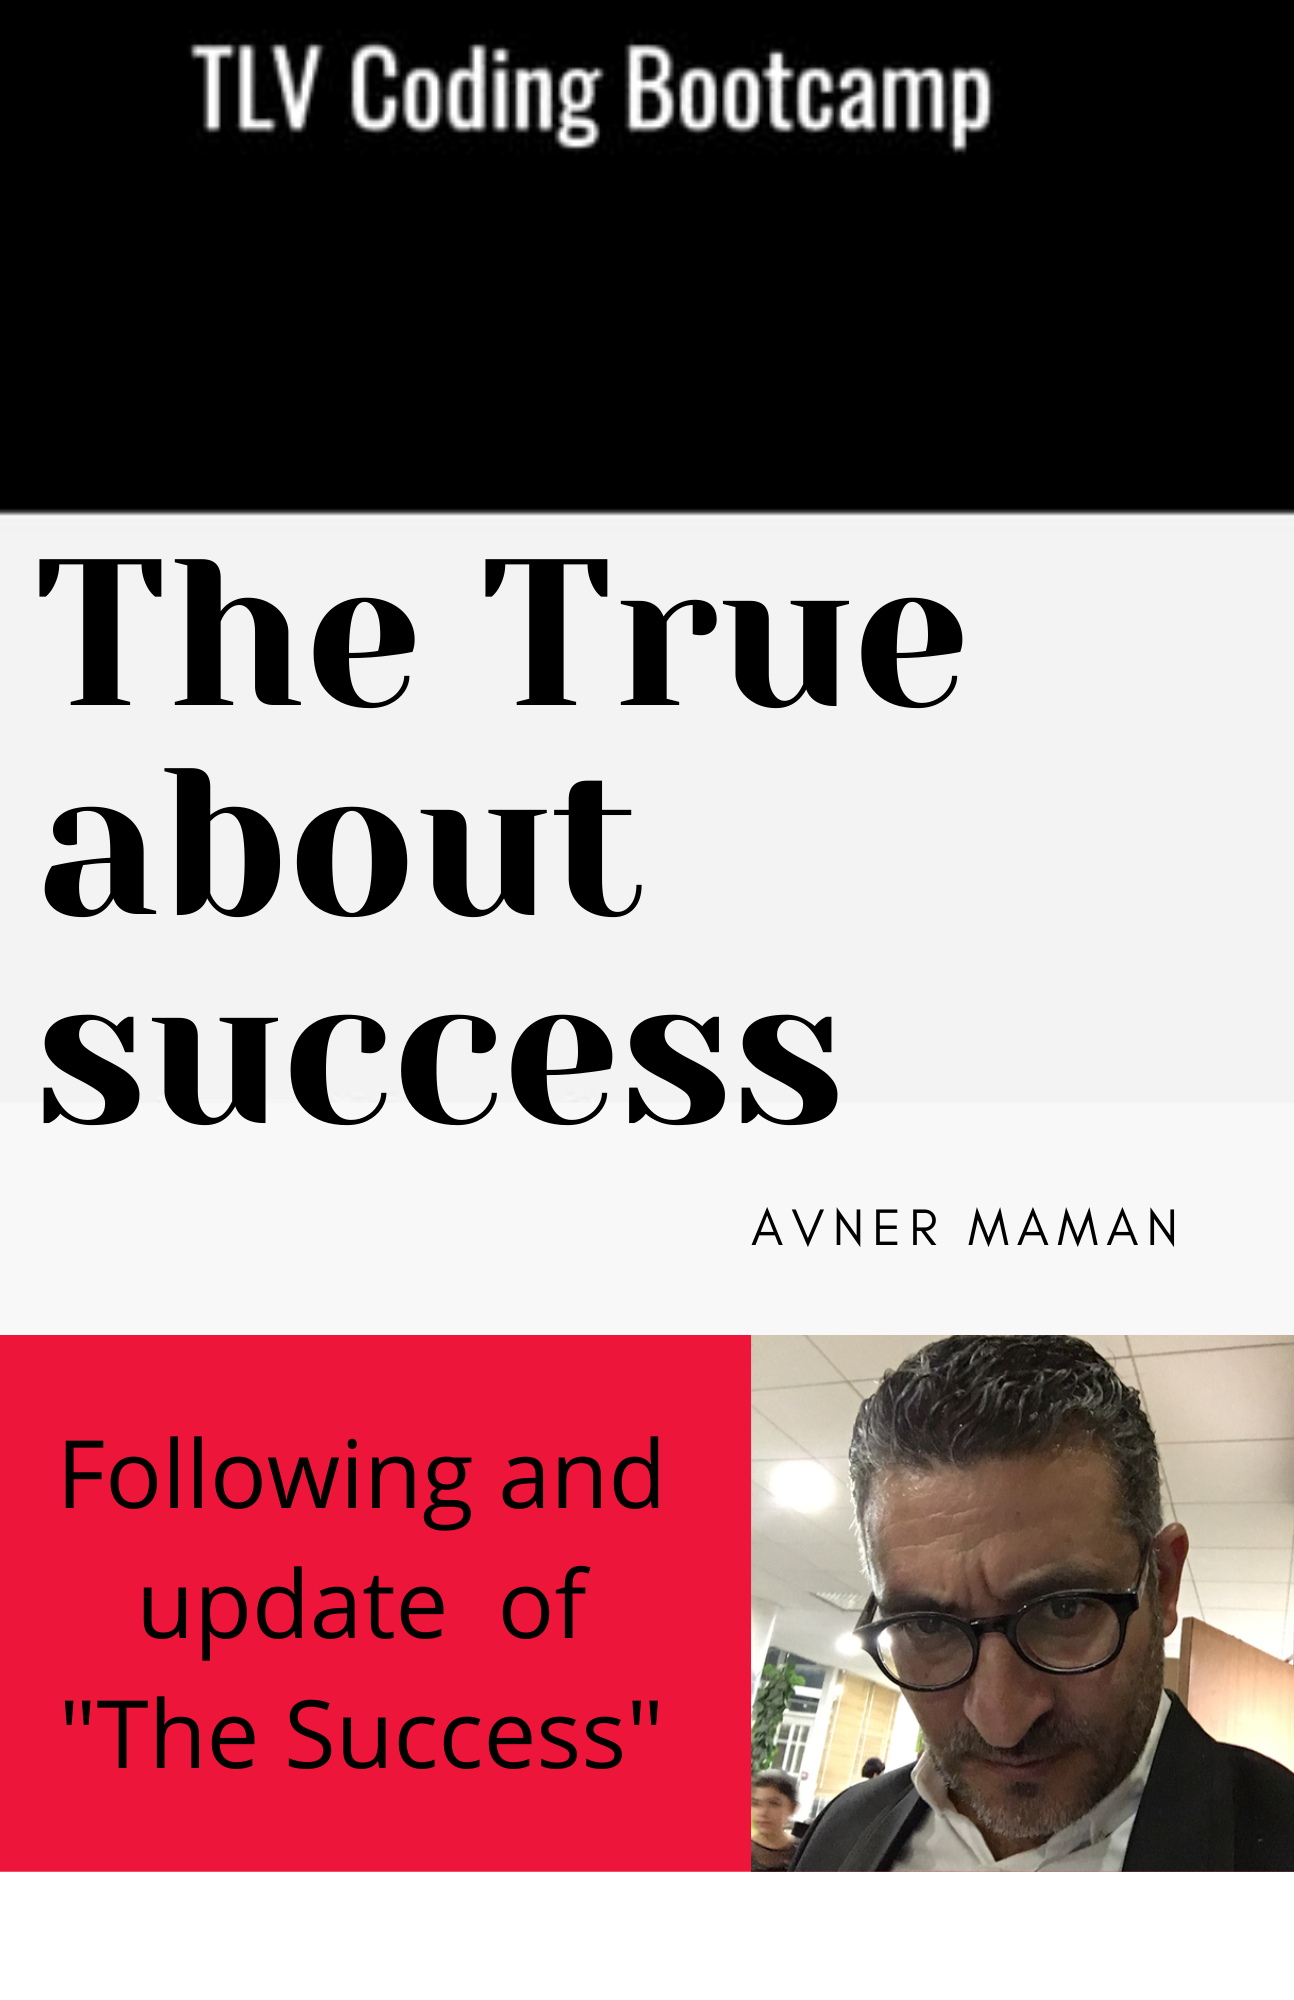 TLV Coding Bootcamp
The True
about
success
AVNER MAMAN
Following and
update of
"The Success"